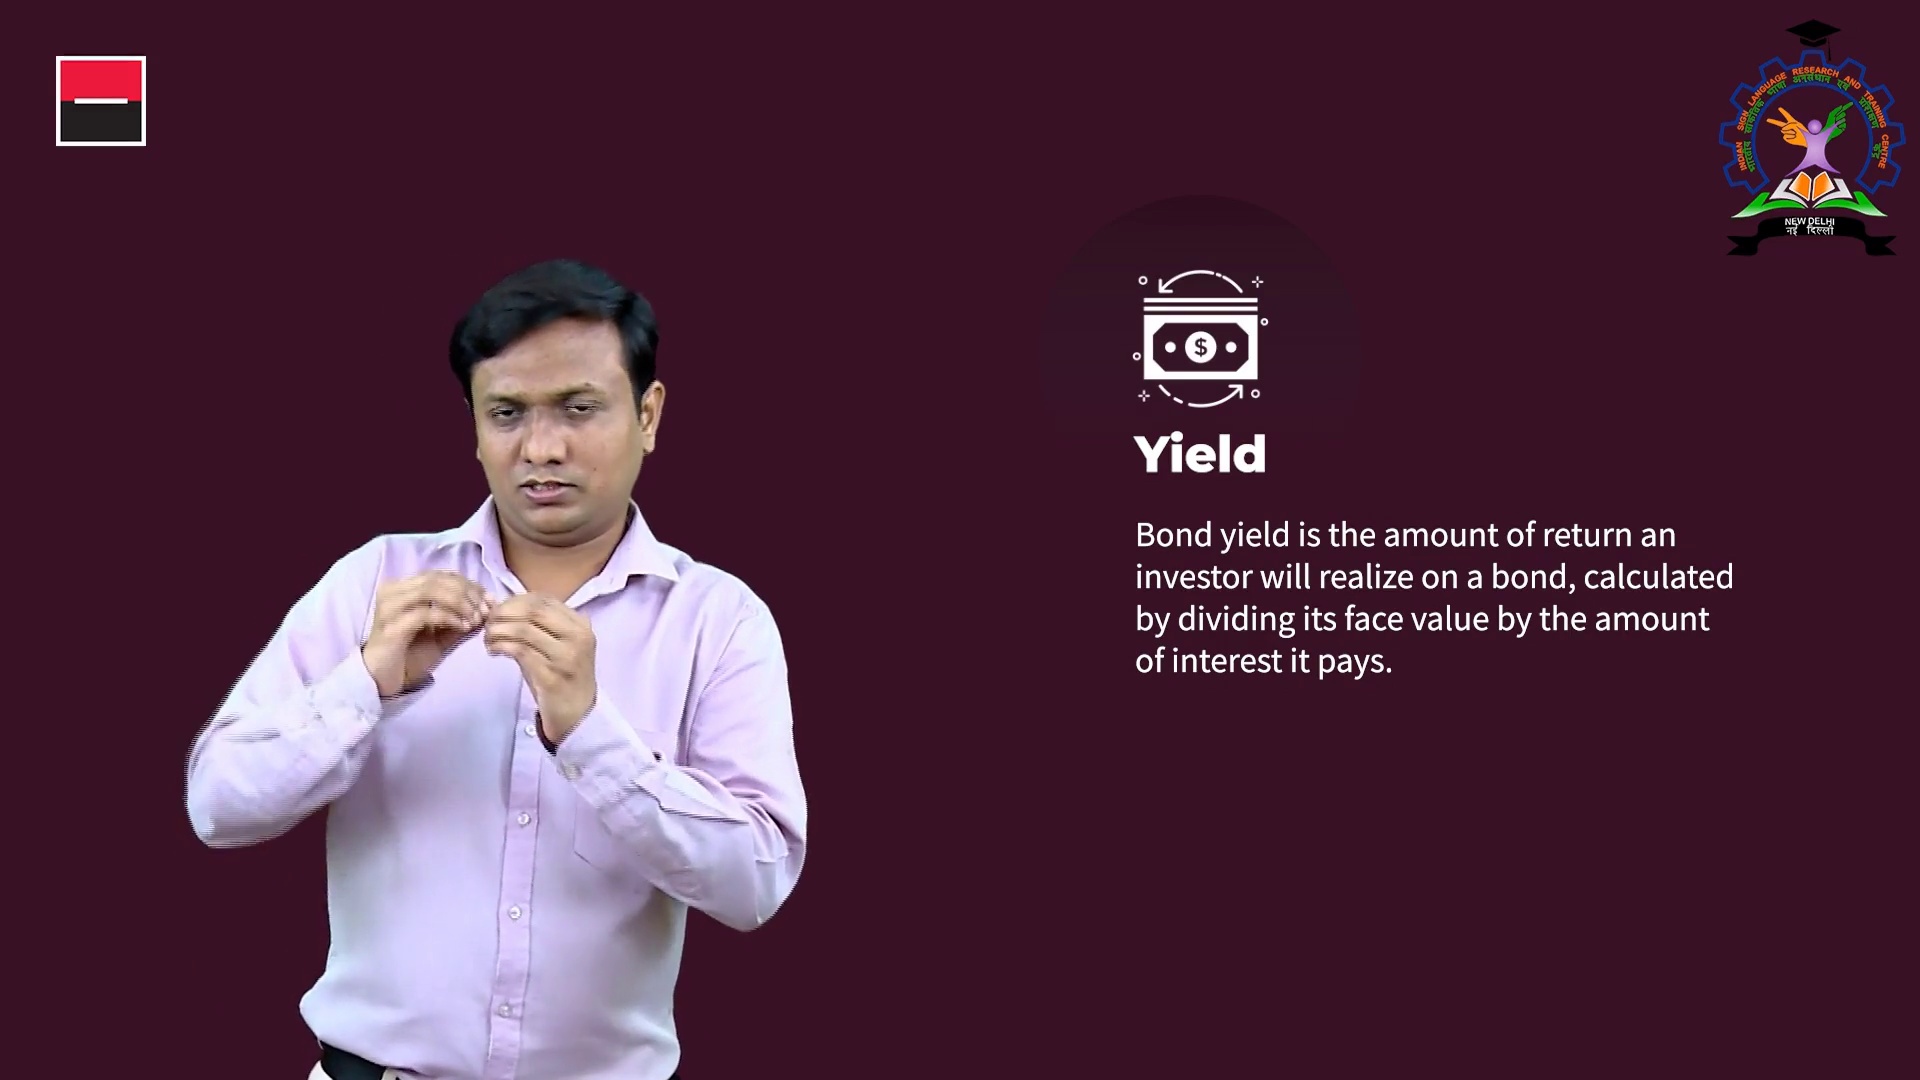 INDIAN SIGN LANGUAGE RESEARCH AND TRAINING CENTRE
भारतीय सांकेतिक भाषा अनुसंधान एवं प्रशिक्षण केंद्र
NEW DELHI
नई दिल्ली
$
Yield
Bond yield is the amount of return an
investor will realize on a bond, calculated
by dividing its face value by the amount
of interest it pays.